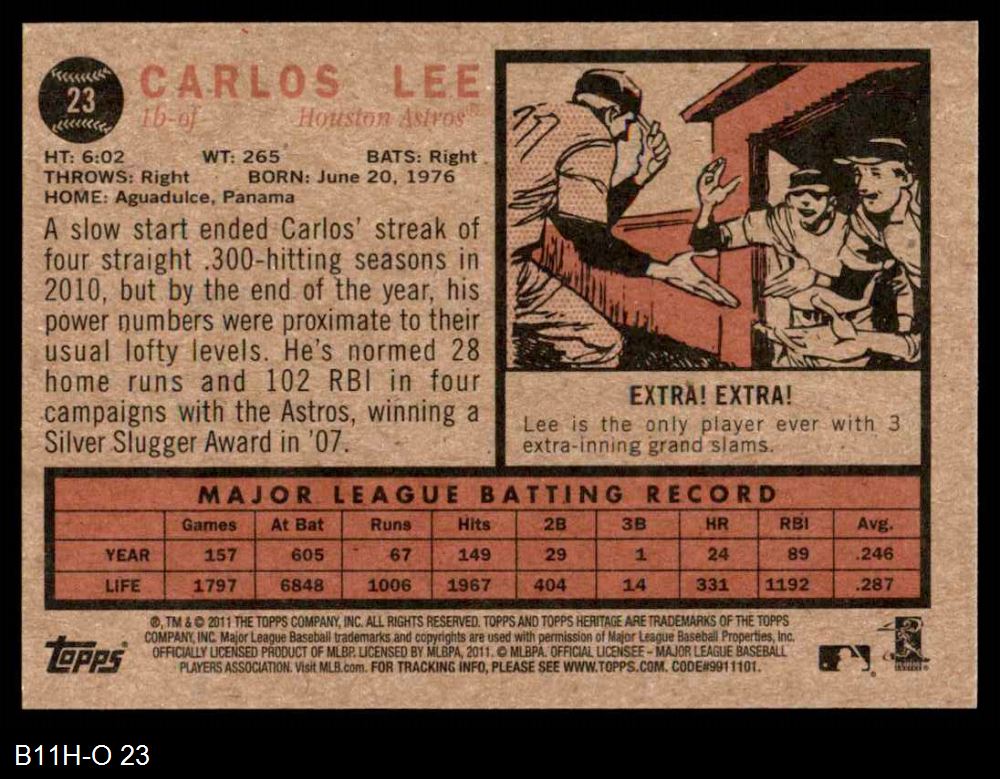 23
CARLOS LEE
1b-of Houston Astros®
HT: 6:02 WT: 265 BATS: Right
THROWS: Right BORN: June 20, 1976
HOME: Aguadulce, Panama
A slow start ended Carlos' streak of
four straight .300-hitting seasons in
2010, but by the end of the year, his
power numbers were proximate to their
usual lofty levels. He's normed 28
home runs and 102 RBI in four
campaigns with the Astros, winning a
Silver Slugger Award in '07.
EXTRA! EXTRA!
Lee is the only player ever with 3
extra-inning grand slams.
MAJOR LEAGUE BATTING RECORD
Games At Bat Runs Hits 2B 3B HR RBI Avg.
YEAR 157 605 67 149 29 1 24 89 .246
LIFE 1797 6848 1006 1967 404 14 331 1192 .287
®, TM & © 2011 THE TOPPS COMPANY, INC. ALL RIGHTS RESERVED. TOPPS AND TOPPS HERITAGE ARE TRADEMARKS OF THE TOPPS
COMPANY, INC. Major League Baseball trademarks and copyrights are used with permission of Major League Baseball Properties, Inc.
OFFICIALLY LICENSED PRODUCT OF MLBP. LICENSED BY MLBPA, 2011. © MLBPA. OFFICIAL LICENSEE - MAJOR LEAGUE BASEBALL
PLAYERS ASSOCIATION. Visit MLB.com. FOR TRACKING INFO, PLEASE SEE WWW.TOPPS.COM. CODE#9911101.
Topps
B11H-O 23